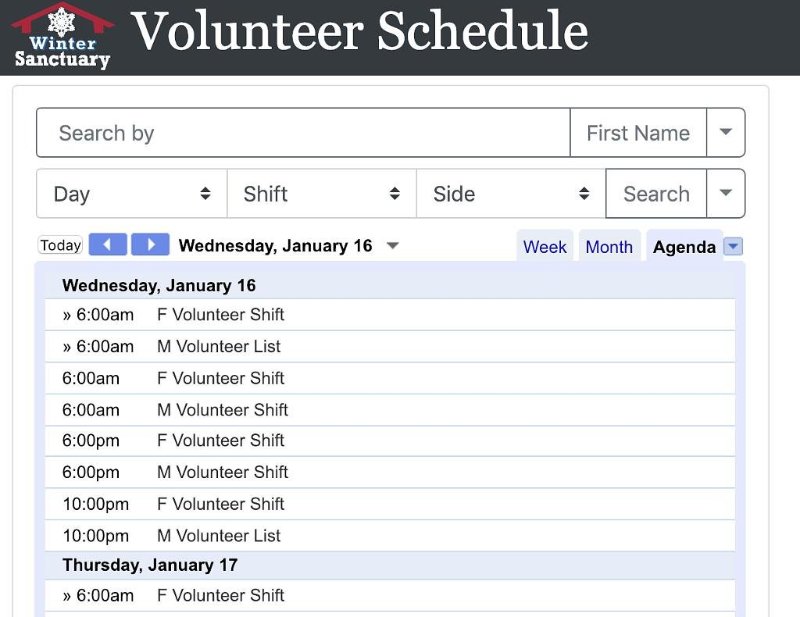 Winter
Sanctuary
Volunteer Schedule
Search by First Name
Day Shift Side Search
Today Wednesday, January 16 Week Month Agenda
Wednesday, January 16
» 6:00am F Volunteer Shift
» 6:00am M Volunteer List
6:00am F Volunteer Shift
6:00am M Volunteer Shift
6:00pm F Volunteer Shift
6:00pm M Volunteer Shift
10:00pm F Volunteer Shift
10:00pm M Volunteer List
Thursday, January 17
» 6:00am F Volunteer Shift